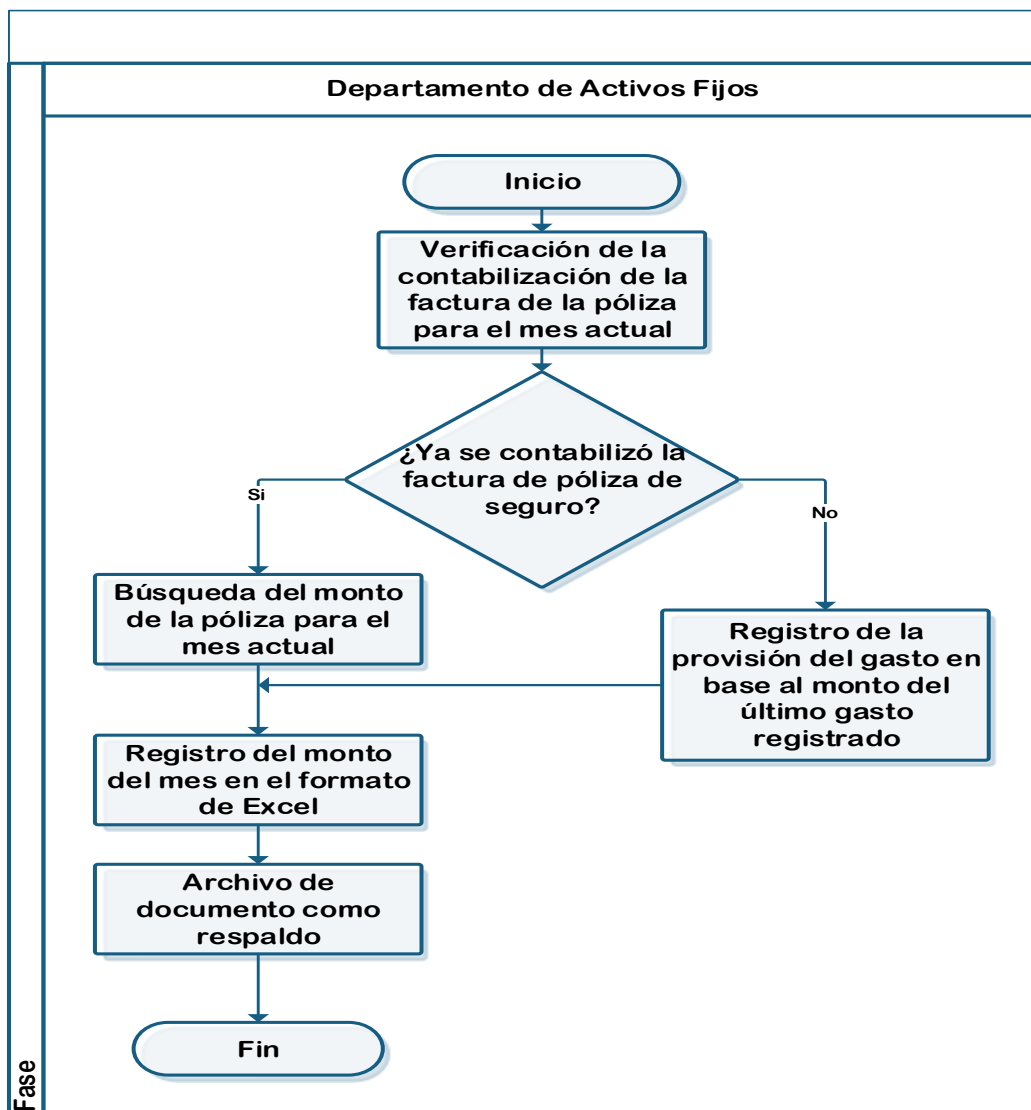 Departamento de Activos Fijos
Inicio
Verificación de la
contabilización de la
factura de la póliza
para el mes actual
¿Ya se contabilizó la
factura de póliza de
seguro?
Si
No
Búsqueda del monto
de la póliza para el
mes actual
Registro de la
provisión del gasto en
base al monto del
último gasto
registrado
Registro del monto
del mes en el formato
de Excel
Archivo de
documento como
respaldo
Fin
Fase